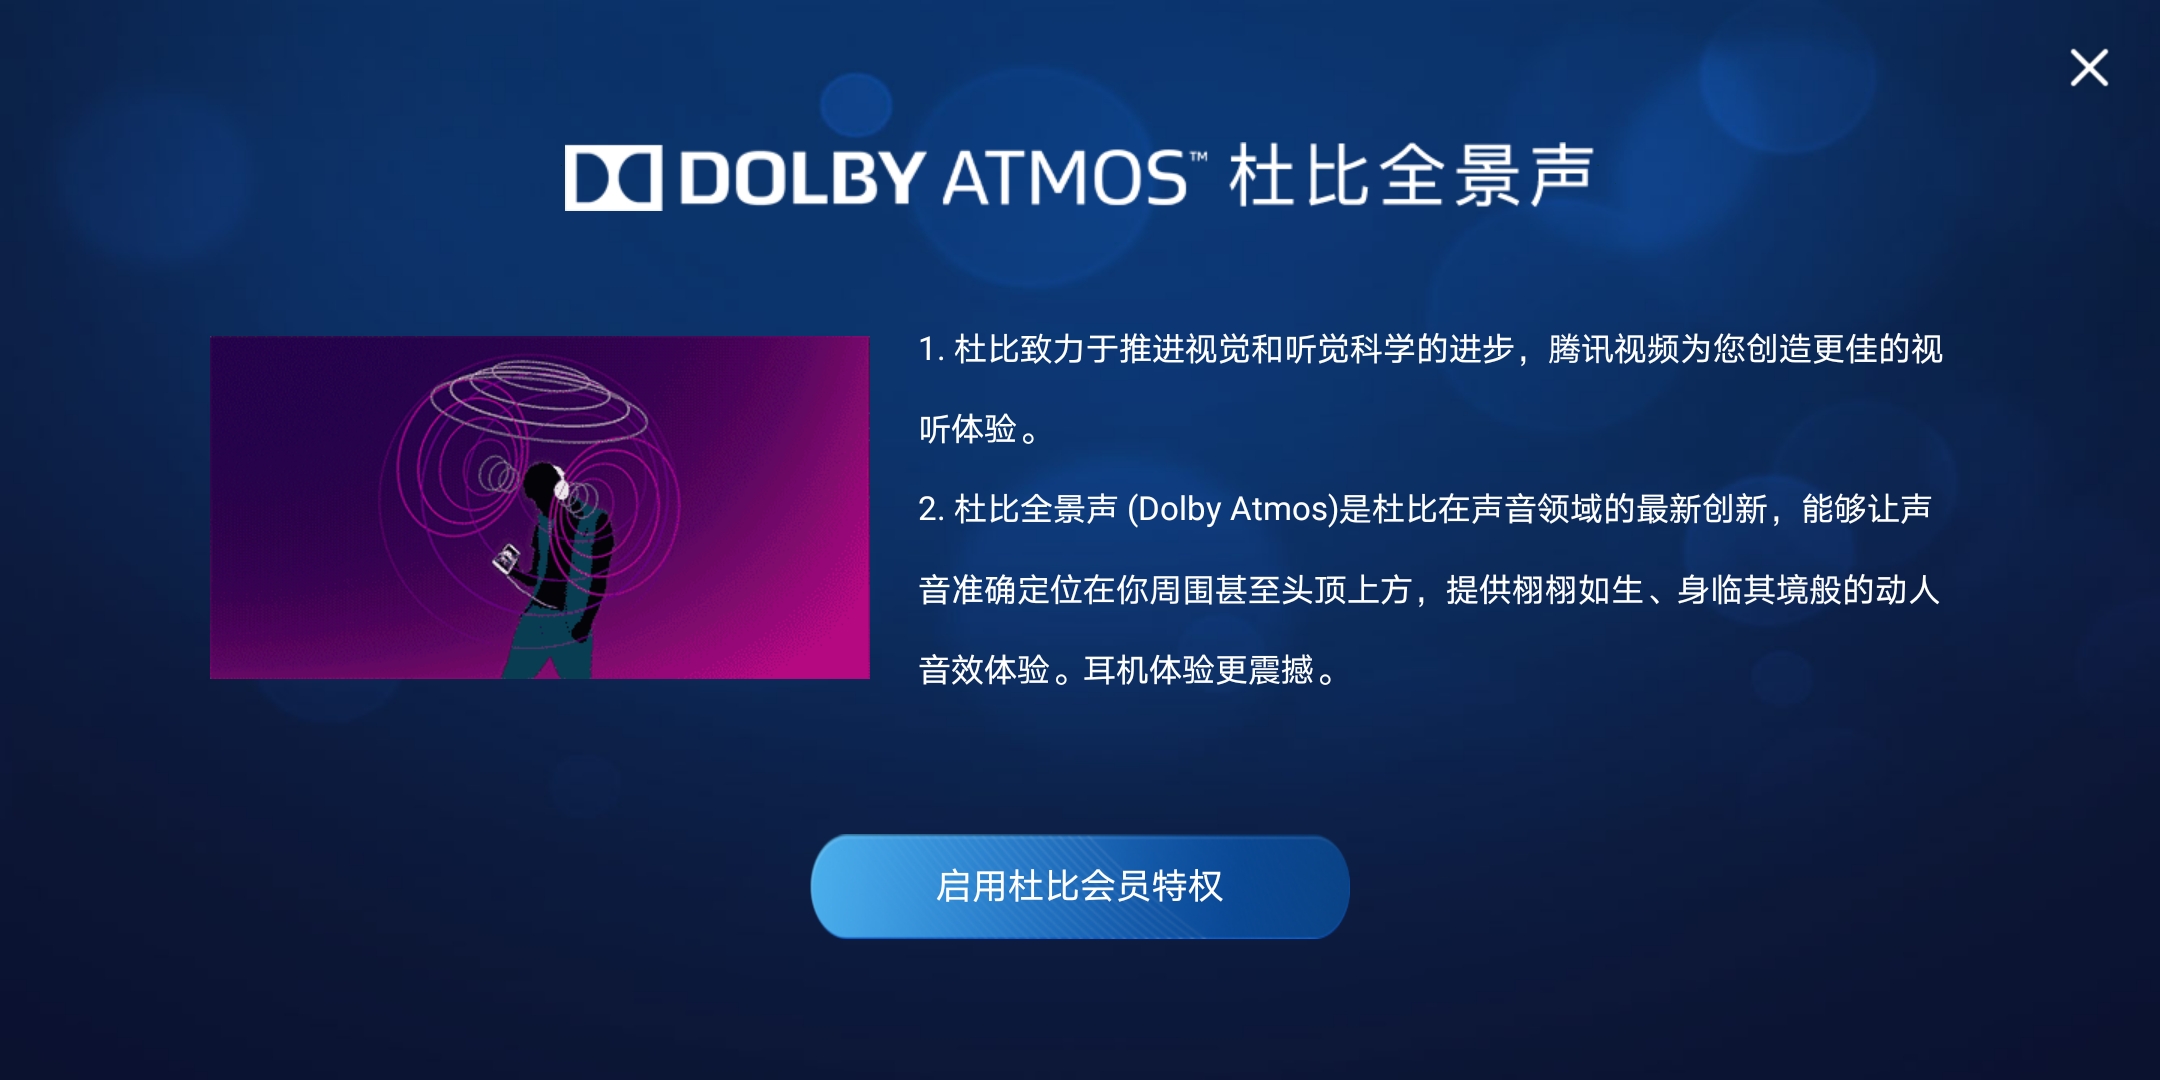 DOLBY ATMOS™ 杜比全景声
1. 杜比致力于推进视觉和听觉科学的进步，腾讯视频为您创造更佳的视
听体验。
2. 杜比全景声 (Dolby Atmos)是杜比在声音领域的最新创新，能够让声
音准确定位在你周围甚至头顶上方，提供栩栩如生、身临其境般的动人
音效体验。耳机体验更震撼。
启用杜比会员特权